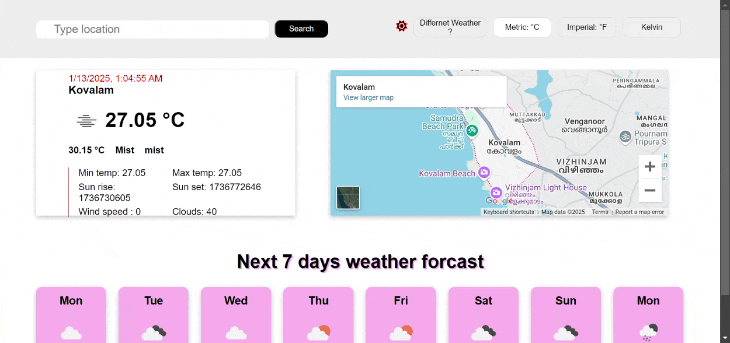 Type location
Search
Differnet Weather
?
Metric: °C
Imperial: °F
Kelvin
1/13/2025, 1:04:55 AM
Kovalam
27.05 °C
30.15 °C Mist mist
Min temp: 27.05 Max temp: 27.05
Sun rise: Sun set: 1736772646
1736730605
Wind speed : 0 Clouds: 40
Kovalam
View larger map
PERINGAMMALA
MUTTAKKAD
Samudra
Beach Park
Venganoor
വെങ്ങാനൂർ
MANGAL
Pournam
Tripura S
Kovalam
കോവളം
VIZHINJAM
വിഴിഞ്ഞം
Kovalam Beach
Vizhinjam Light House
MUKKOLA
മുക്കോല
Google
Keyboard shortcuts Map data ©2025 Terms Report a map error
Next 7 days weather forcast
Mon Tue Wed Thu Fri Sat Sun Mon